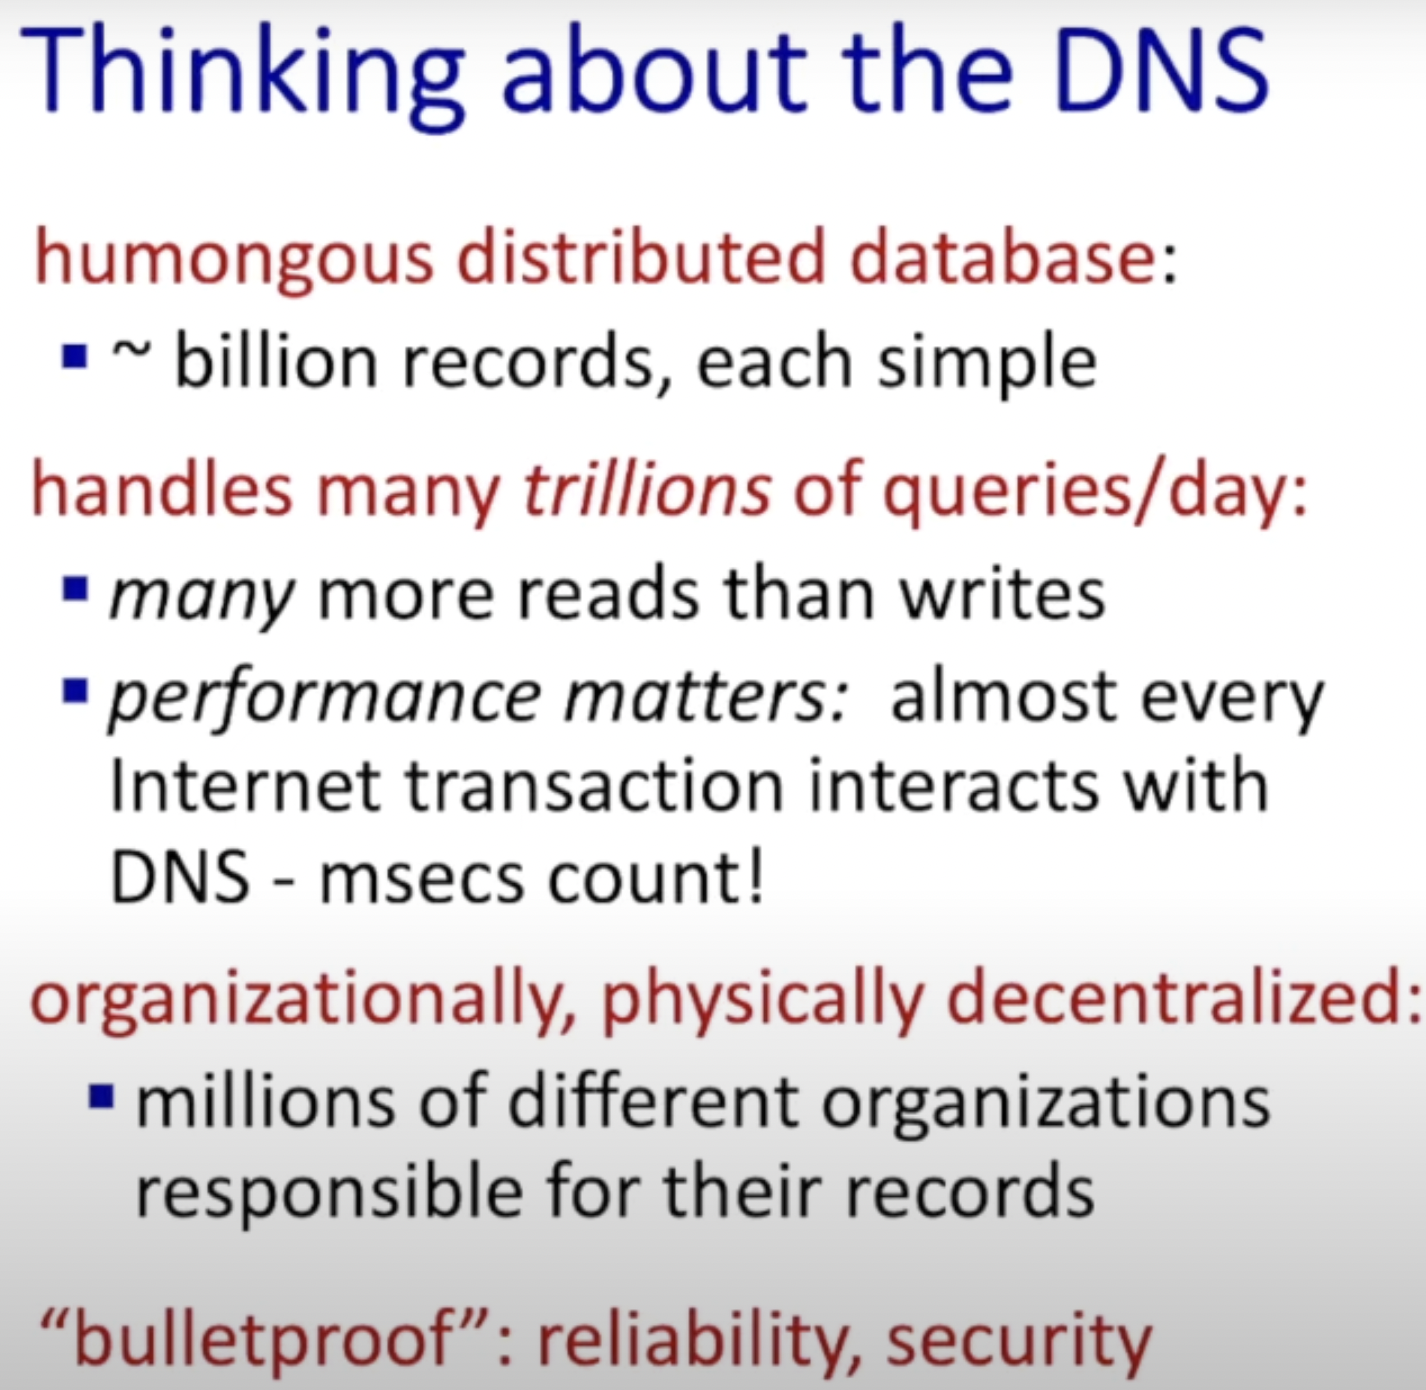 Thinking about the DNS
humongous distributed database:
▪ ~ billion records, each simple
handles many trillions of queries/day:
▪ many more reads than writes
▪ performance matters: almost every
Internet transaction interacts with
DNS - msecs count!
organizationally, physically decentralized:
▪ millions of different organizations
responsible for their records
“bulletproof”: reliability, security